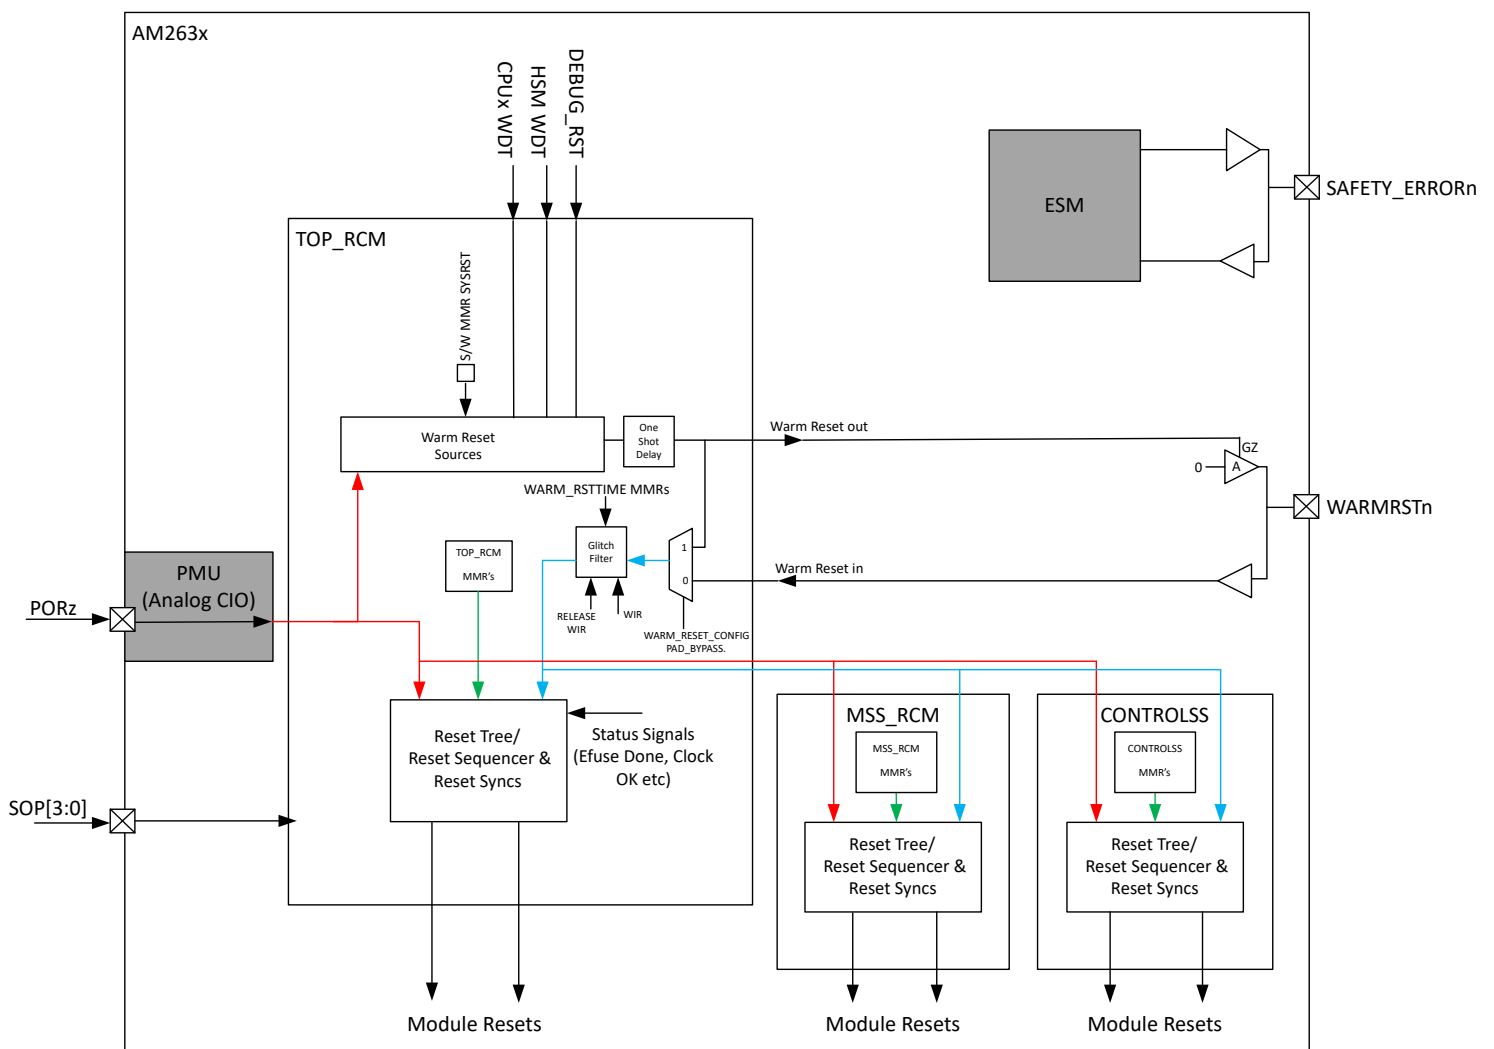 AM263x
CPUx WDT
HSM WDT
DEBUG_RST
ESM
SAFETY_ERRORn
TOP_RCM
S/W MMR SYSRST
Warm Reset
Sources
One
Shot
Delay
Warm Reset out
GZ
0
A
WARM_RSTTIME MMRs
WARMRSTn
TOP_RCM
MMR's
Glitch
Filter
1
0
Warm Reset in
PMU
(Analog CIO)
PORz
RELEASE
WIR
WIR
WARM_RESET_CONFIG
PAD_BYPASS.
Reset Tree/
Reset Sequencer &
Reset Syncs
Status Signals
(Efuse Done, Clock
OK etc)
MSS_RCM
MSS_RCM
MMR's
CONTROLSS
CONTROLSS
MMR's
SOP[3:0]
Reset Tree/
Reset Sequencer &
Reset Syncs
Reset Tree/
Reset Sequencer &
Reset Syncs
Module Resets
Module Resets
Module Resets